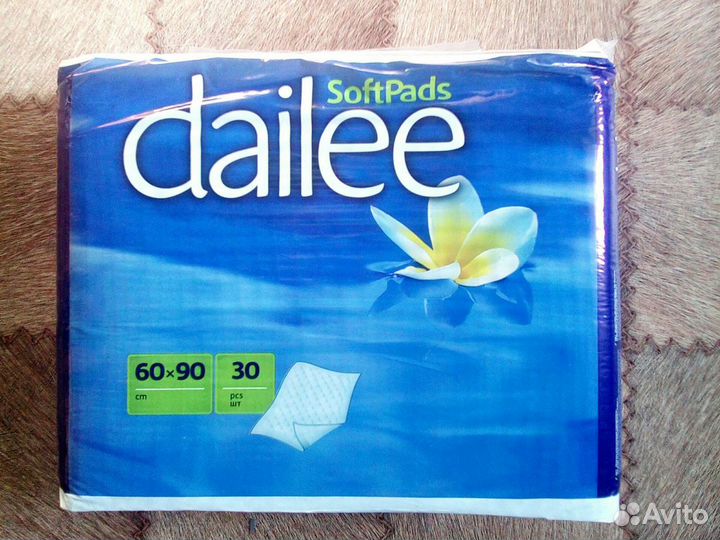 SoftPads
dailee
60×90 30
cm pcs
шт
Avito